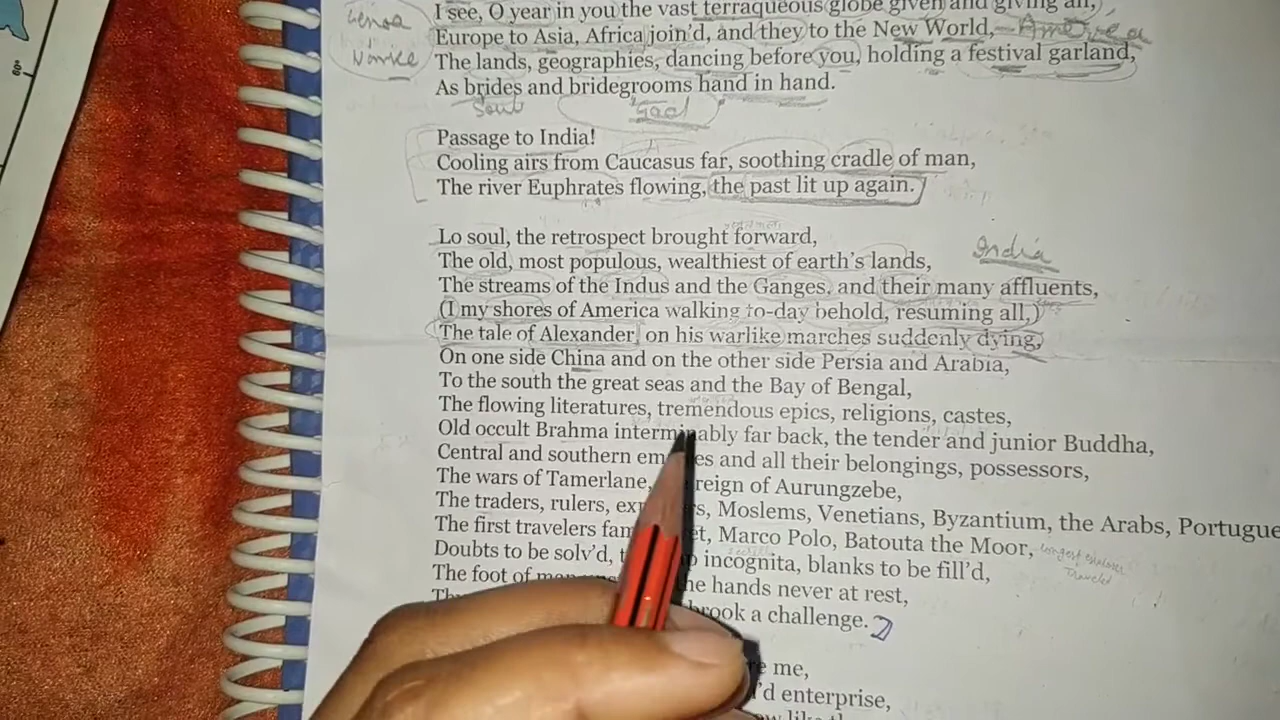 I see, O year in you the vast terraqueous globe given and giving all,
Europe to Asia, Africa join'd, and they to the New World, America
The lands, geographies, dancing before you, holding a festival garland,
As brides and bridegrooms hand in hand.
Soul God
Passage to India!
Cooling airs from Caucasus far, soothing cradle of man,
The river Euphrates flowing, the past lit up again.
Lo soul, the retrospect brought forward,
India
The old, most populous, wealthiest of earth's lands,
The streams of the Indus and the Ganges, and their many affluents,
(I my shores of America walking to-day behold, resuming all,)
The tale of Alexander, on his warlike marches suddenly dying,
On one side China and on the other side Persia and Arabia,
To the south the great seas and the Bay of Bengal,
The flowing literatures, tremendous epics, religions, castes,
Old occult Brahma interminably far back, the tender and junior Buddha,
Central and southern em es and all their belongings, possessors,
The wars of Tamerlane, reign of Aurungzebe,
The traders, rulers, exp rs, Moslems, Venetians, Byzantium, the Arabs, Portugue
The first travelers fam et, Marco Polo, Batouta the Moor,
Doubts to be solv'd, t p incognita, blanks to be fill'd,
The foot of man he hands never at rest,
brook a challenge.
re me,
'd enterprise,